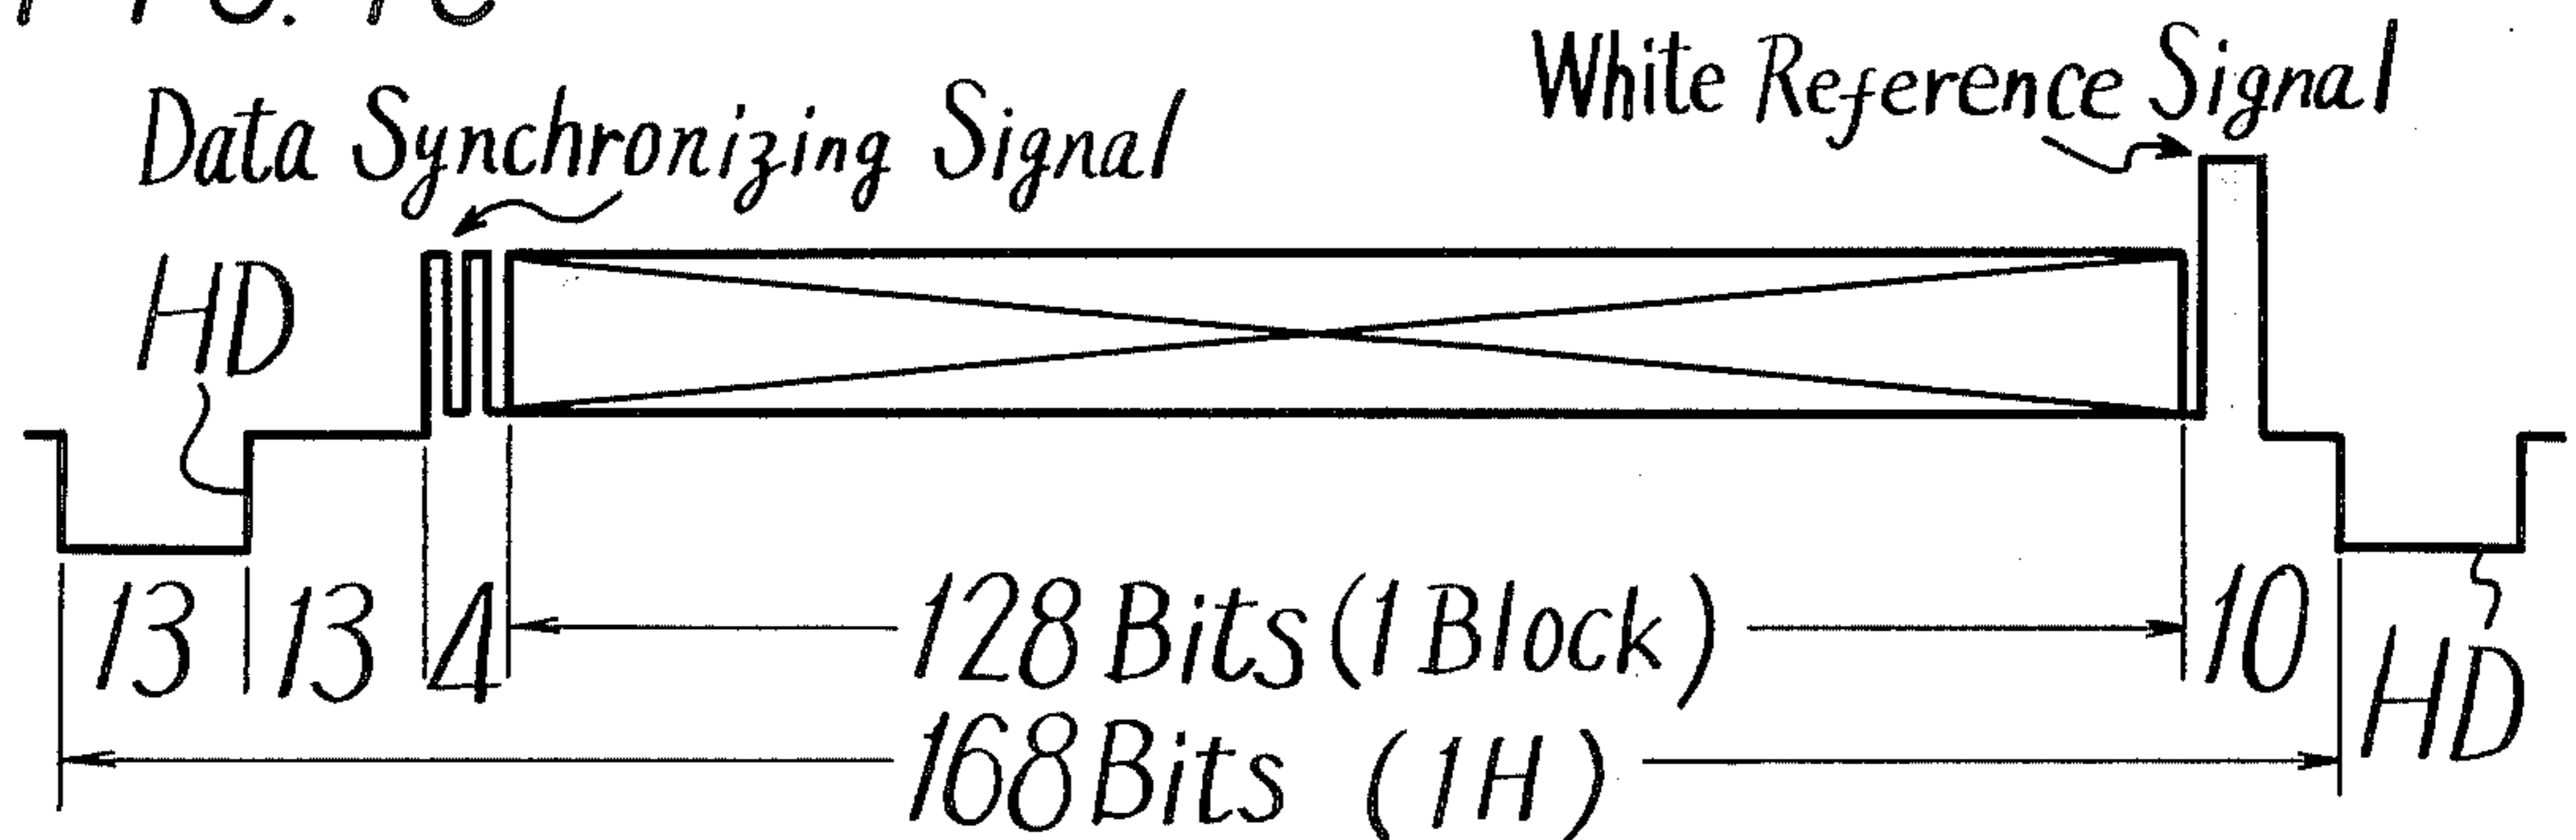 White Reference Signal
Data Synchronizing Signal
HD
13 13 4 128 Bits (1 Block) 10
HD
168 Bits (1H)